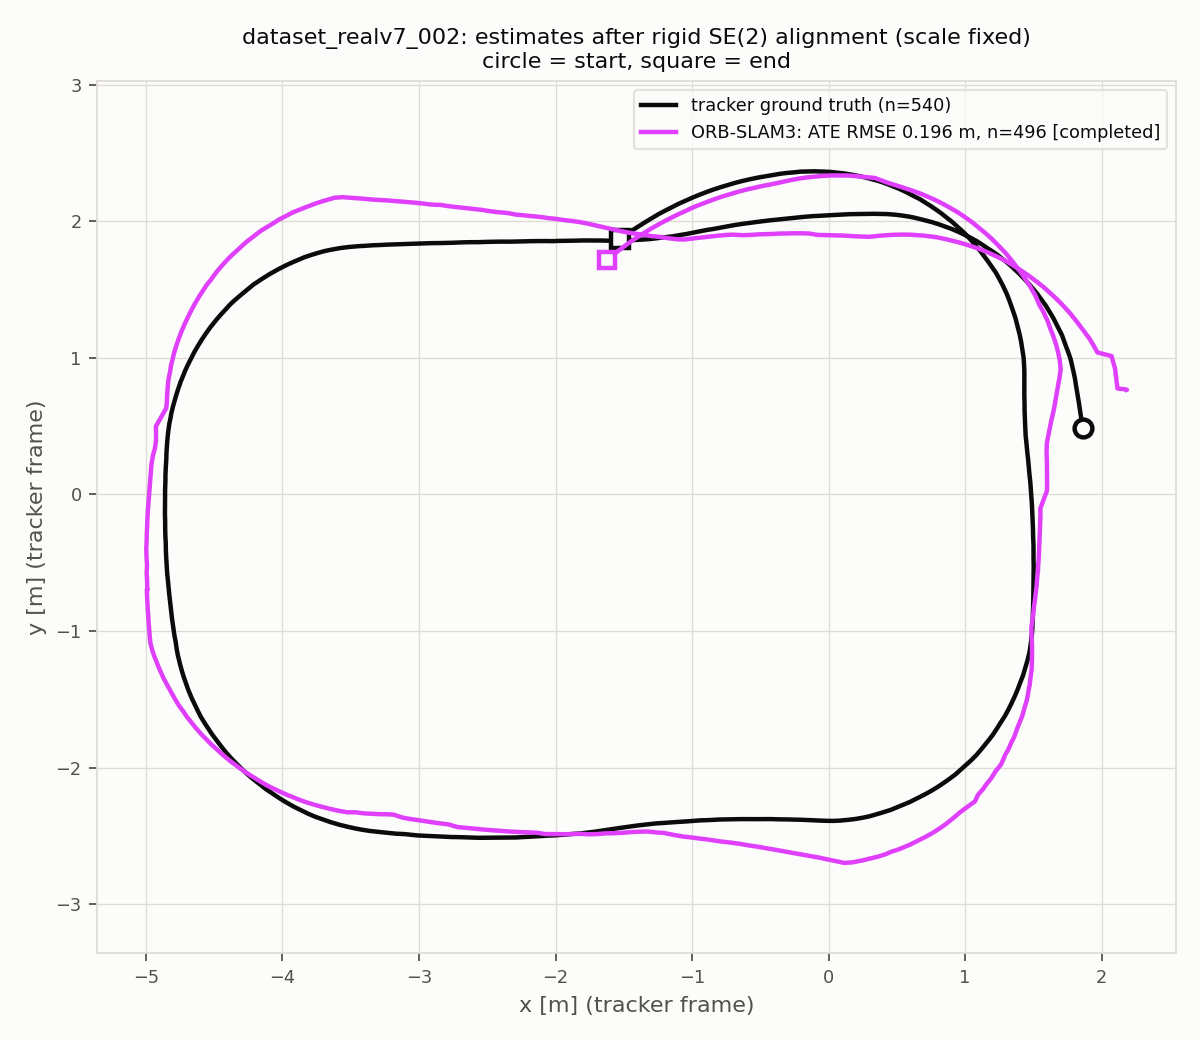 dataset_realv7_002: estimates after rigid SE(2) alignment (scale fixed)
circle = start, square = end
tracker ground truth (n=540)
ORB-SLAM3: ATE RMSE 0.196 m, n=496 [completed]
y [m] (tracker frame)
3
2
1
0
−1
−2
−3
−5
−4
−3
−2
−1
0
1
2
x [m] (tracker frame)